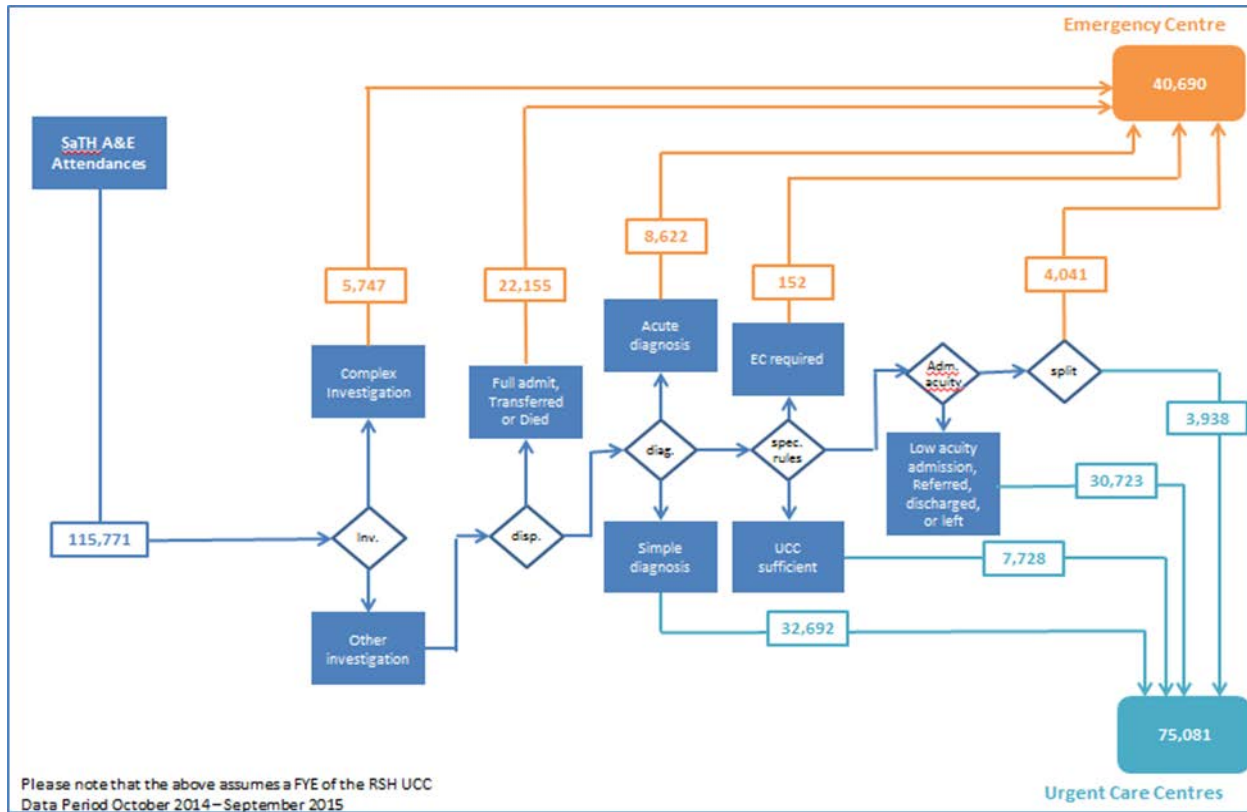 Emergency Centre
40,690
SaTH A&E
Attendances
8,622
5,747
22,155
152
4,041
Acute
diagnosis
EC required
Complex
Investigation
Full admit,
Transferred
or Died
Adm.
acuity
split
3,938
diag.
spec.
rules
Low acuity
admission,
Referred,
discharged,
or left
30,723
115,771
Inv.
disp.
Simple
diagnosis
UCC
sufficient
7,728
32,692
Other
investigation
75,081
Please note that the above assumes a FYE of the RSH UCC
Data Period October 2014 – September 2015
Urgent Care Centres